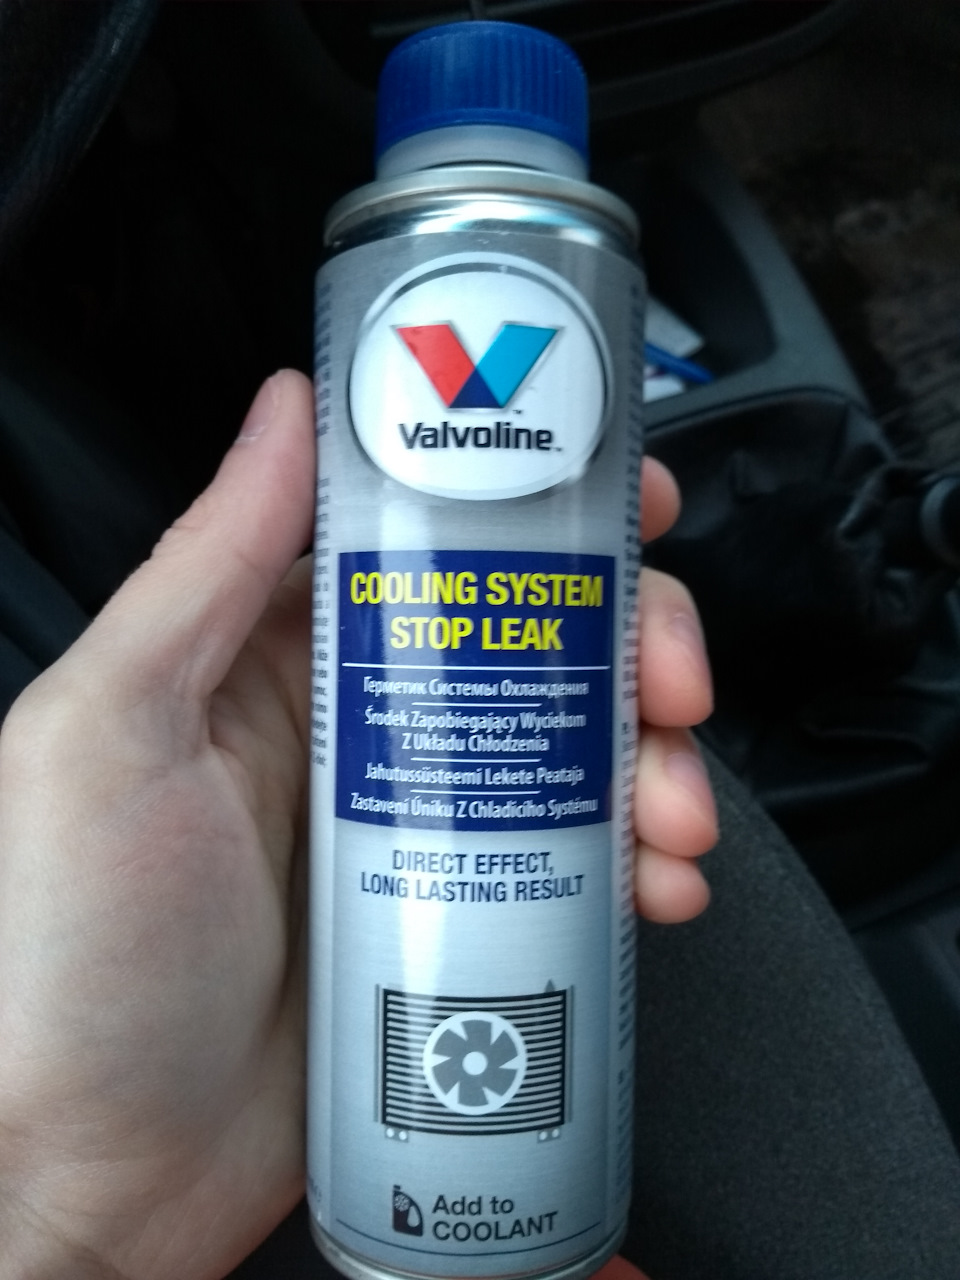 Valvoline™
COOLING SYSTEM
STOP LEAK
Герметик Системы Охлаждения
Środek Zapobiegający Wyciekom
Z Układu Chłodzenia
Jahutussüsteemi Lekete Peataja
Zastavení Úniku Z Chladicího Systému
DIRECT EFFECT,
LONG LASTING RESULT
Add to
COOLANT